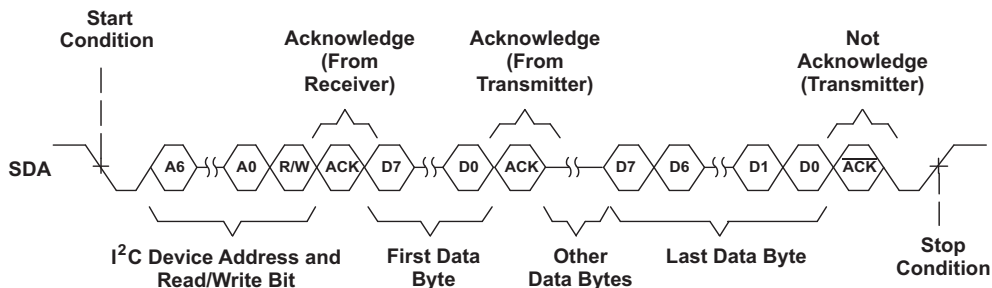 Start
Condition
Acknowledge
(From
Receiver)
Acknowledge
(From
Transmitter)
Not
Acknowledge
(Transmitter)
SDA
A6 A0 R/W ACK D7 D0 ACK D7 D6 D1 D0 A̅C̅K̅
I²C Device Address and
Read/Write Bit
First Data
Byte
Other
Data Bytes
Last Data Byte
Stop
Condition